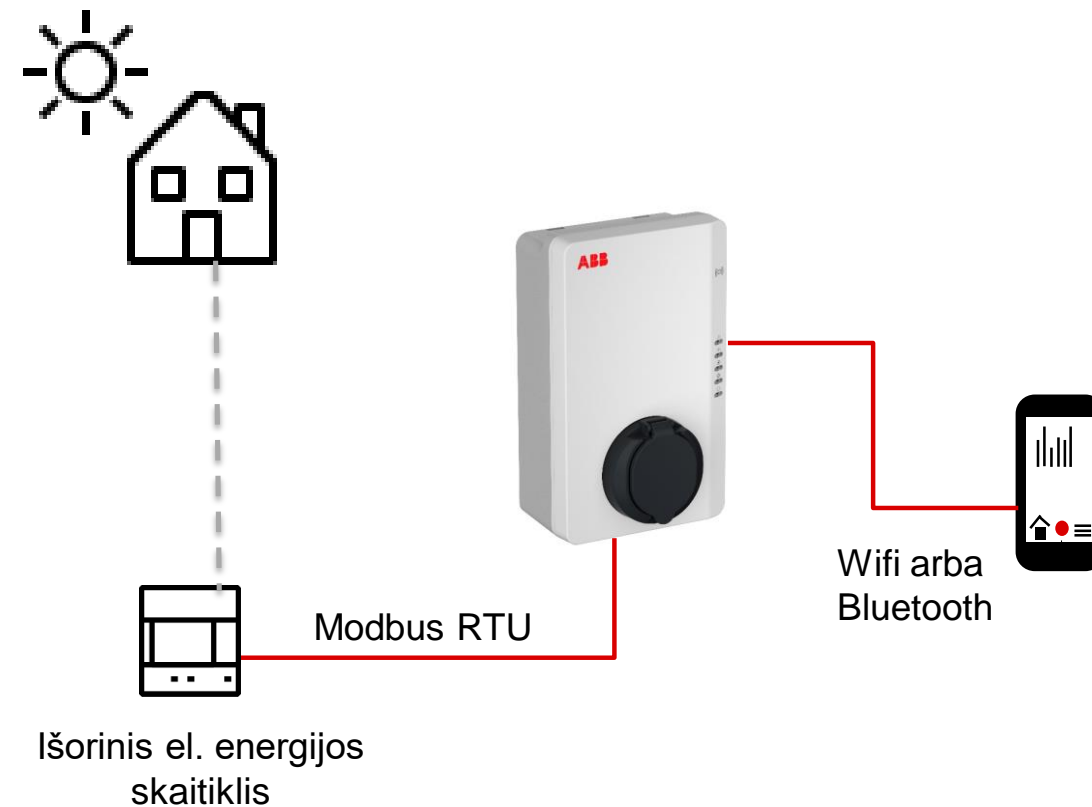 ABB
Modbus RTU
Wifi arba
Bluetooth
Išorinis el. energijos
skaitiklis